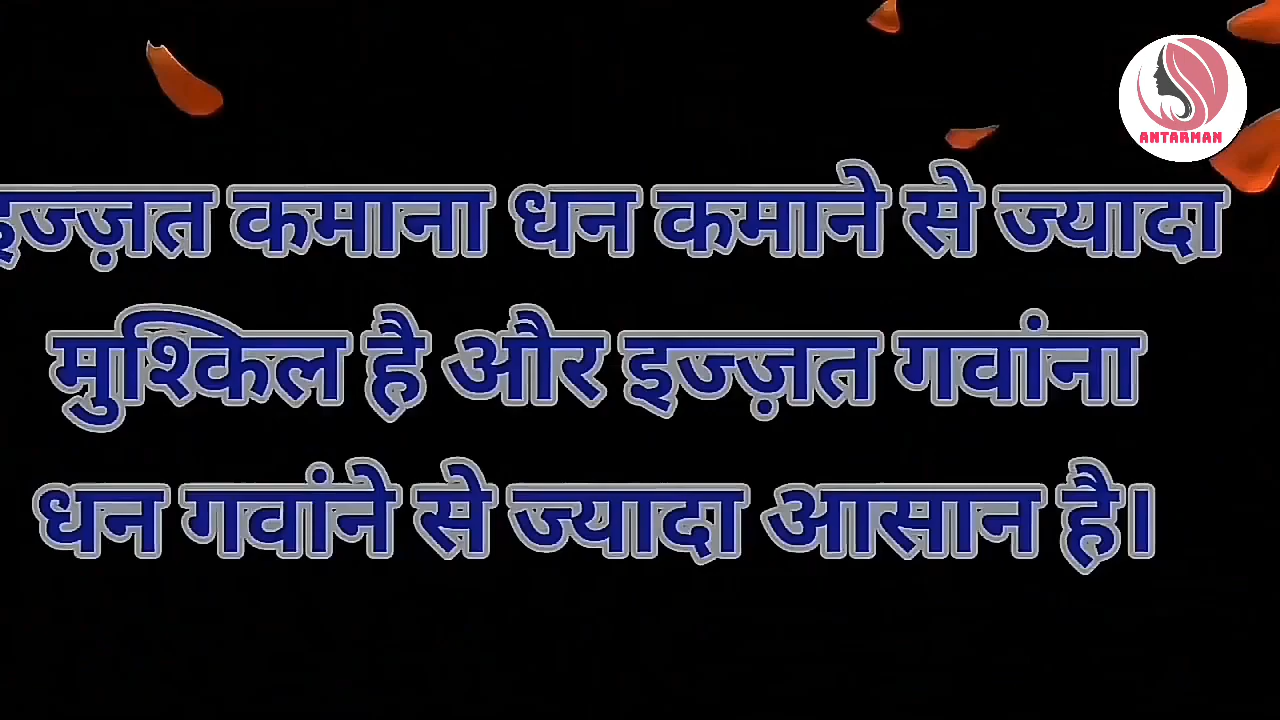 ANTARMAN
इज्ज़त कमाना धन कमाने से ज्यादा
मुश्किल है और इज्ज़त गवांना
धन गवांने से ज्यादा आसान है।